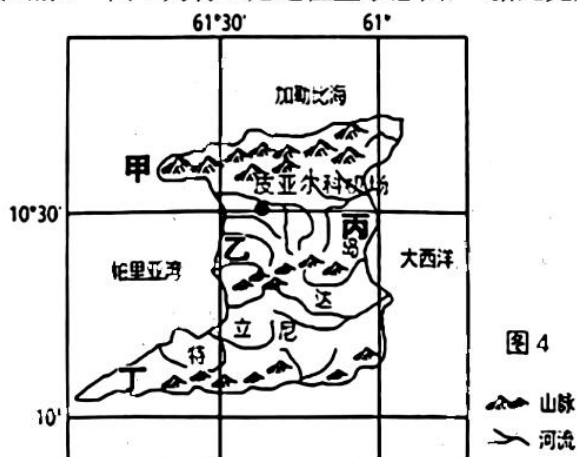 61°30′
61°
加勒比海
甲
皮亚尔科机场
10°30′
丙
乙
岛
帕里亚湾
大西洋
达
立
尼
特
丁
图4
10°
山脉
河流